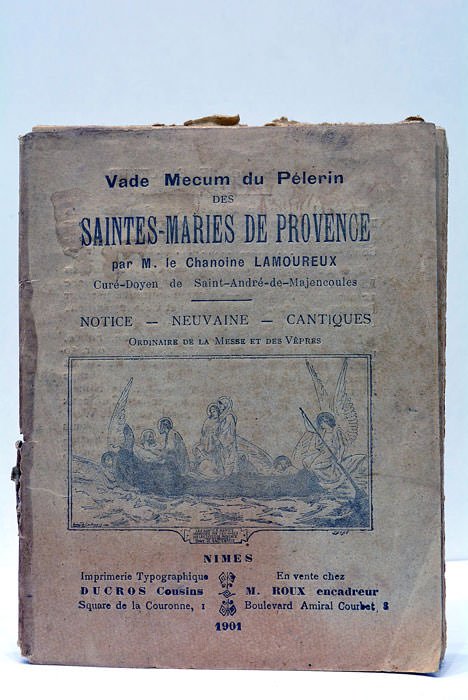 Vade Mecum du Pélerin
DES
SAINTES-MARIES DE PROVENCE
par M. le Chanoine LAMOUREUX
Curé-Doyen de Saint-André-de-Majencoules
NOTICE — NEUVAINE — CANTIQUES
ORDINAIRE DE LA MESSE ET DES VÊPRES
NIMES
Imprimerie Typographique
DUCROS Cousins
Square de la Couronne, 1
En vente chez
M. ROUX encadreur
Boulevard Amiral Courbet, 8
1901